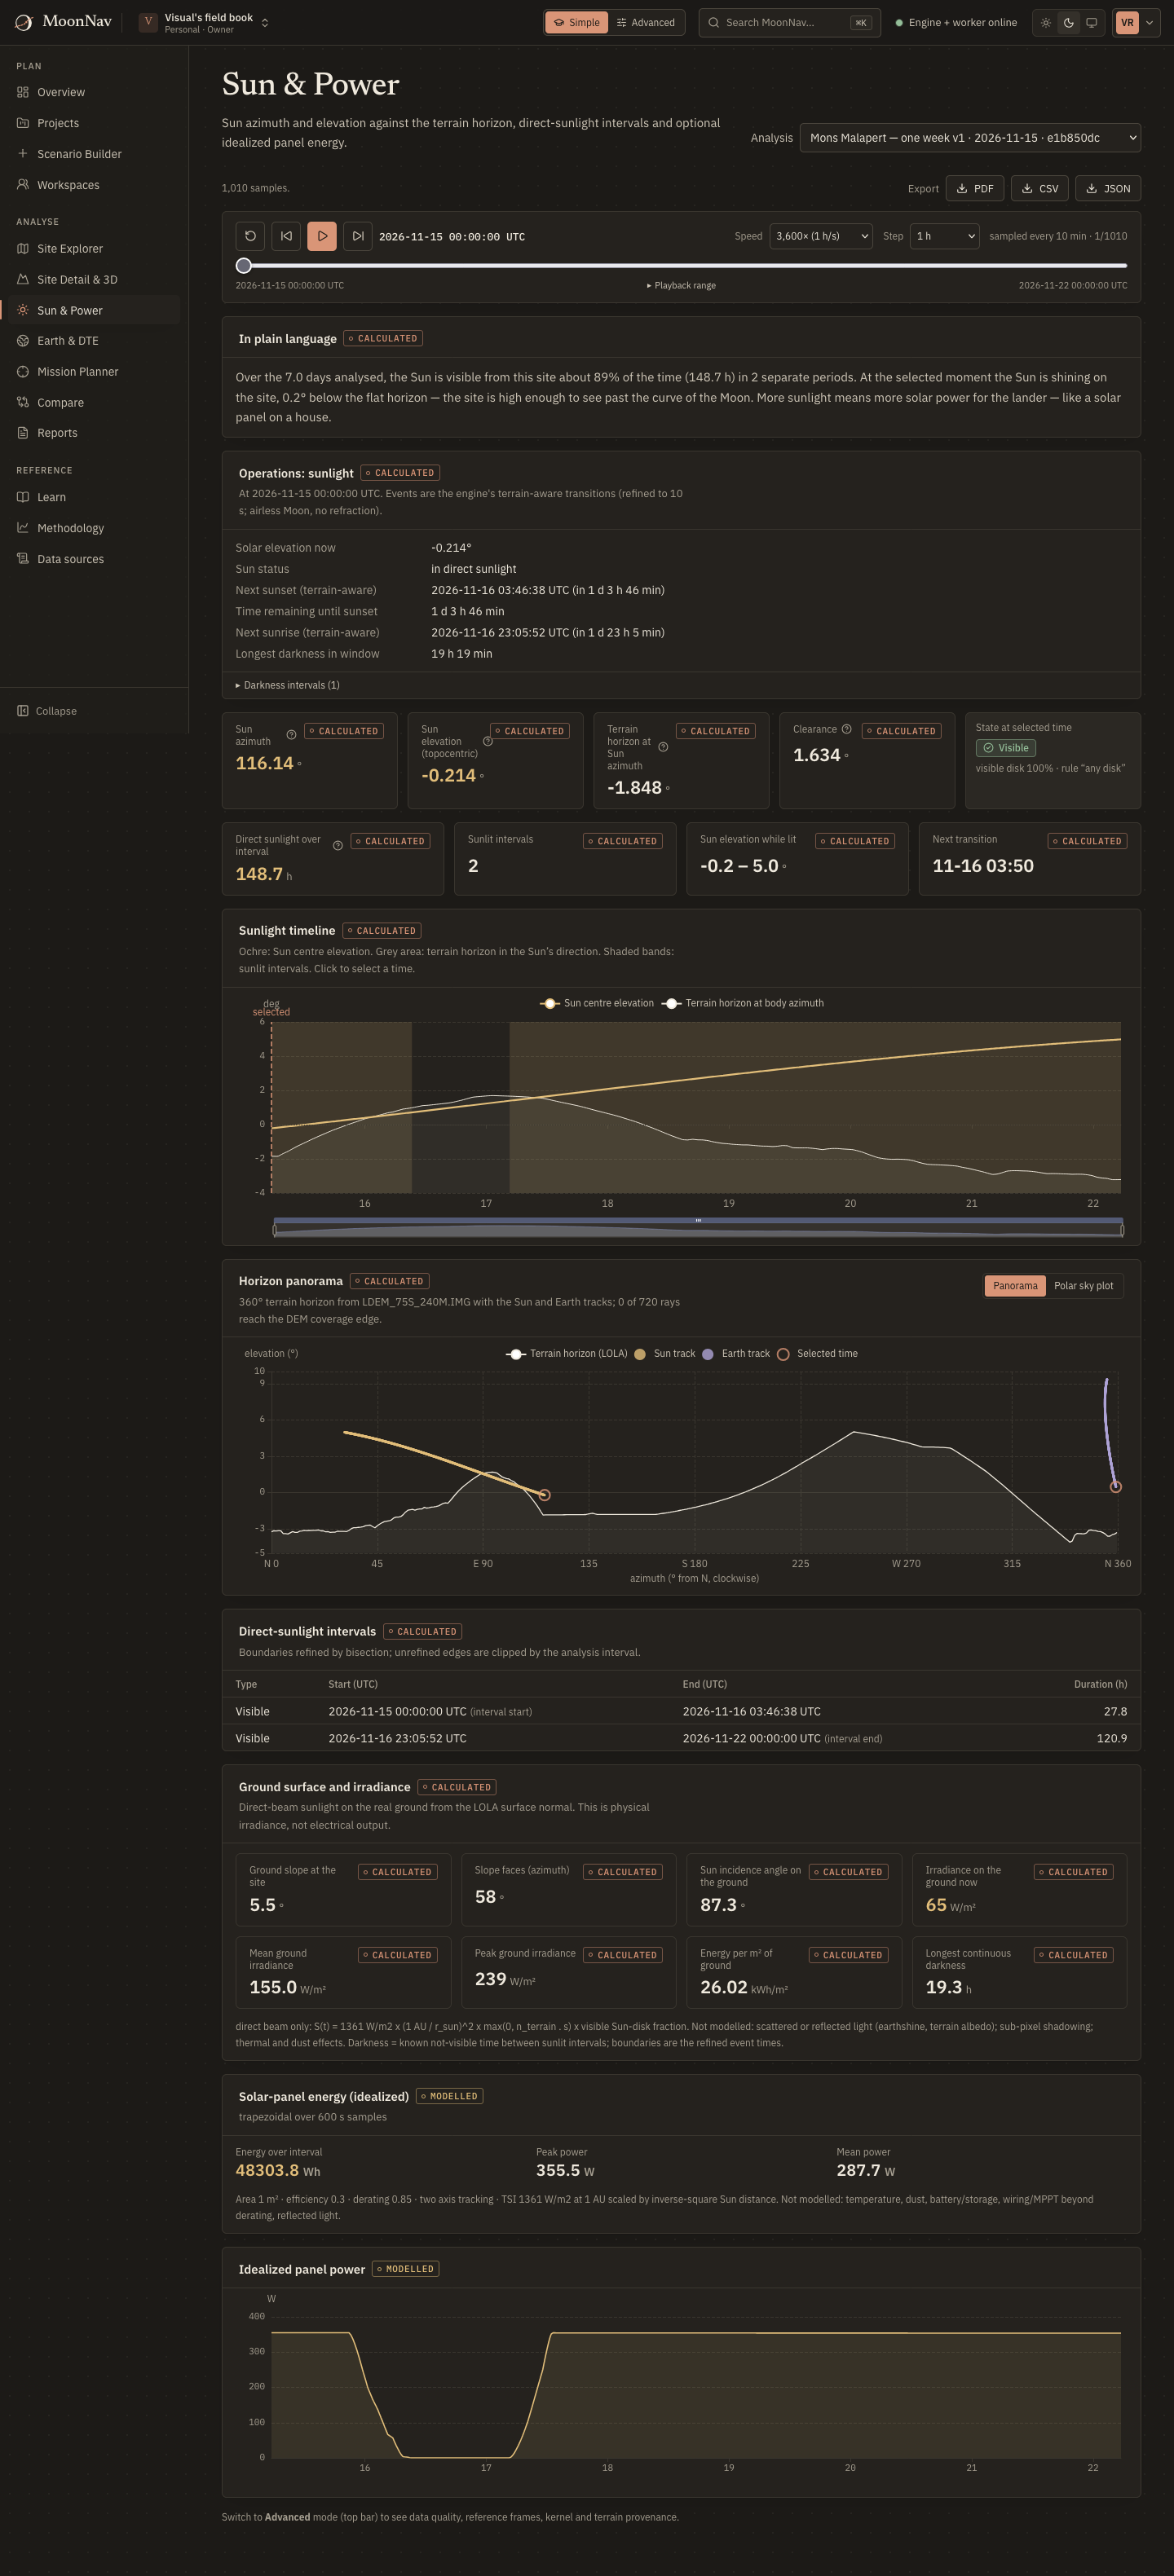 MoonNav
V
Visual's field book
Personal · Owner
Simple
Advanced
Search MoonNav...
⌘K
Engine + worker online
VR
PLAN
Overview
Projects
Scenario Builder
Workspaces
ANALYSE
Site Explorer
Site Detail & 3D
Sun & Power
Earth & DTE
Mission Planner
Compare
Reports
REFERENCE
Learn
Methodology
Data sources
Collapse
Sun & Power
Sun azimuth and elevation against the terrain horizon, direct-sunlight intervals and optional
idealized panel energy.
Analysis
Mons Malapert — one week v1 · 2026-11-15 · e1b850dc
1,010 samples.
Export
PDF
CSV
JSON
2026-11-15 00:00:00 UTC
Speed
3,600× (1 h/s)
Step
1 h
sampled every 10 min · 1/1010
2026-11-15 00:00:00 UTC
▸ Playback range
2026-11-22 00:00:00 UTC
In plain language
CALCULATED
Over the 7.0 days analysed, the Sun is visible from this site about 89% of the time (148.7 h) in 2 separate periods. At the selected moment the Sun is shining on
the site, 0.2° below the flat horizon — the site is high enough to see past the curve of the Moon. More sunlight means more solar power for the lander — like a solar
panel on a house.
Operations: sunlight
CALCULATED
At 2026-11-15 00:00:00 UTC. Events are the engine's terrain-aware transitions (refined to 10
s; airless Moon, no refraction).
Solar elevation now
-0.214°
Sun status
in direct sunlight
Next sunset (terrain-aware)
2026-11-16 03:46:38 UTC (in 1 d 3 h 46 min)
Time remaining until sunset
1 d 3 h 46 min
Next sunrise (terrain-aware)
2026-11-16 23:05:52 UTC (in 1 d 23 h 5 min)
Longest darkness in window
19 h 19 min
▸ Darkness intervals (1)
Sun
azimuth
CALCULATED
116.14 °
Sun
elevation
(topocentric)
CALCULATED
-0.214 °
Terrain
horizon at
Sun
azimuth
CALCULATED
-1.848 °
Clearance
CALCULATED
1.634 °
State at selected time
Visible
visible disk 100% · rule “any disk”
Direct sunlight over
interval
CALCULATED
148.7 h
Sunlit intervals
CALCULATED
2
Sun elevation while lit
CALCULATED
-0.2 – 5.0 °
Next transition
CALCULATED
11-16 03:50
Sunlight timeline
CALCULATED
Ochre: Sun centre elevation. Grey area: terrain horizon in the Sun’s direction. Shaded bands:
sunlit intervals. Click to select a time.
deg
selected
Sun centre elevation
Terrain horizon at body azimuth
6
4
2
0
-2
-4
16
17
18
19
20
21
22
Horizon panorama
CALCULATED
360° terrain horizon from LDEM_75S_240M.IMG with the Sun and Earth tracks; 0 of 720 rays
reach the DEM coverage edge.
Panorama
Polar sky plot
elevation (°)
Terrain horizon (LOLA)
Sun track
Earth track
Selected time
10
9
6
3
0
-3
-5
N 0
45
E 90
135
S 180
225
W 270
315
N 360
azimuth (° from N, clockwise)
Direct-sunlight intervals
CALCULATED
Boundaries refined by bisection; unrefined edges are clipped by the analysis interval.
Type
Start (UTC)
End (UTC)
Duration (h)
Visible
2026-11-15 00:00:00 UTC (interval start)
2026-11-16 03:46:38 UTC
27.8
Visible
2026-11-16 23:05:52 UTC
2026-11-22 00:00:00 UTC (interval end)
120.9
Ground surface and irradiance
CALCULATED
Direct-beam sunlight on the real ground from the LOLA surface normal. This is physical
irradiance, not electrical output.
Ground slope at the
site
CALCULATED
5.5 °
Slope faces (azimuth)
CALCULATED
58 °
Sun incidence angle on
the ground
CALCULATED
87.3 °
Irradiance on the
ground now
CALCULATED
65 W/m²
Mean ground
irradiance
CALCULATED
155.0 W/m²
Peak ground irradiance
CALCULATED
239 W/m²
Energy per m² of
ground
CALCULATED
26.02 kWh/m²
Longest continuous
darkness
CALCULATED
19.3 h
direct beam only: S(t) = 1361 W/m2 x (1 AU / r_sun)^2 x max(0, n_terrain . s) x visible Sun-disk fraction. Not modelled: scattered or reflected light (earthshine, terrain albedo); sub-pixel shadowing;
thermal and dust effects. Darkness = known not-visible time between sunlit intervals; boundaries are the refined event times.
Solar-panel energy (idealized)
MODELLED
trapezoidal over 600 s samples
Energy over interval
48303.8 Wh
Peak power
355.5 W
Mean power
287.7 W
Area 1 m² · efficiency 0.3 · derating 0.85 · two axis tracking · TSI 1361 W/m2 at 1 AU scaled by inverse-square Sun distance. Not modelled: temperature, dust, battery/storage, wiring/MPPT beyond
derating, reflected light.
Idealized panel power
MODELLED
W
400
300
200
100
0
16
17
18
19
20
21
22
Switch to Advanced mode (top bar) to see data quality, reference frames, kernel and terrain provenance.